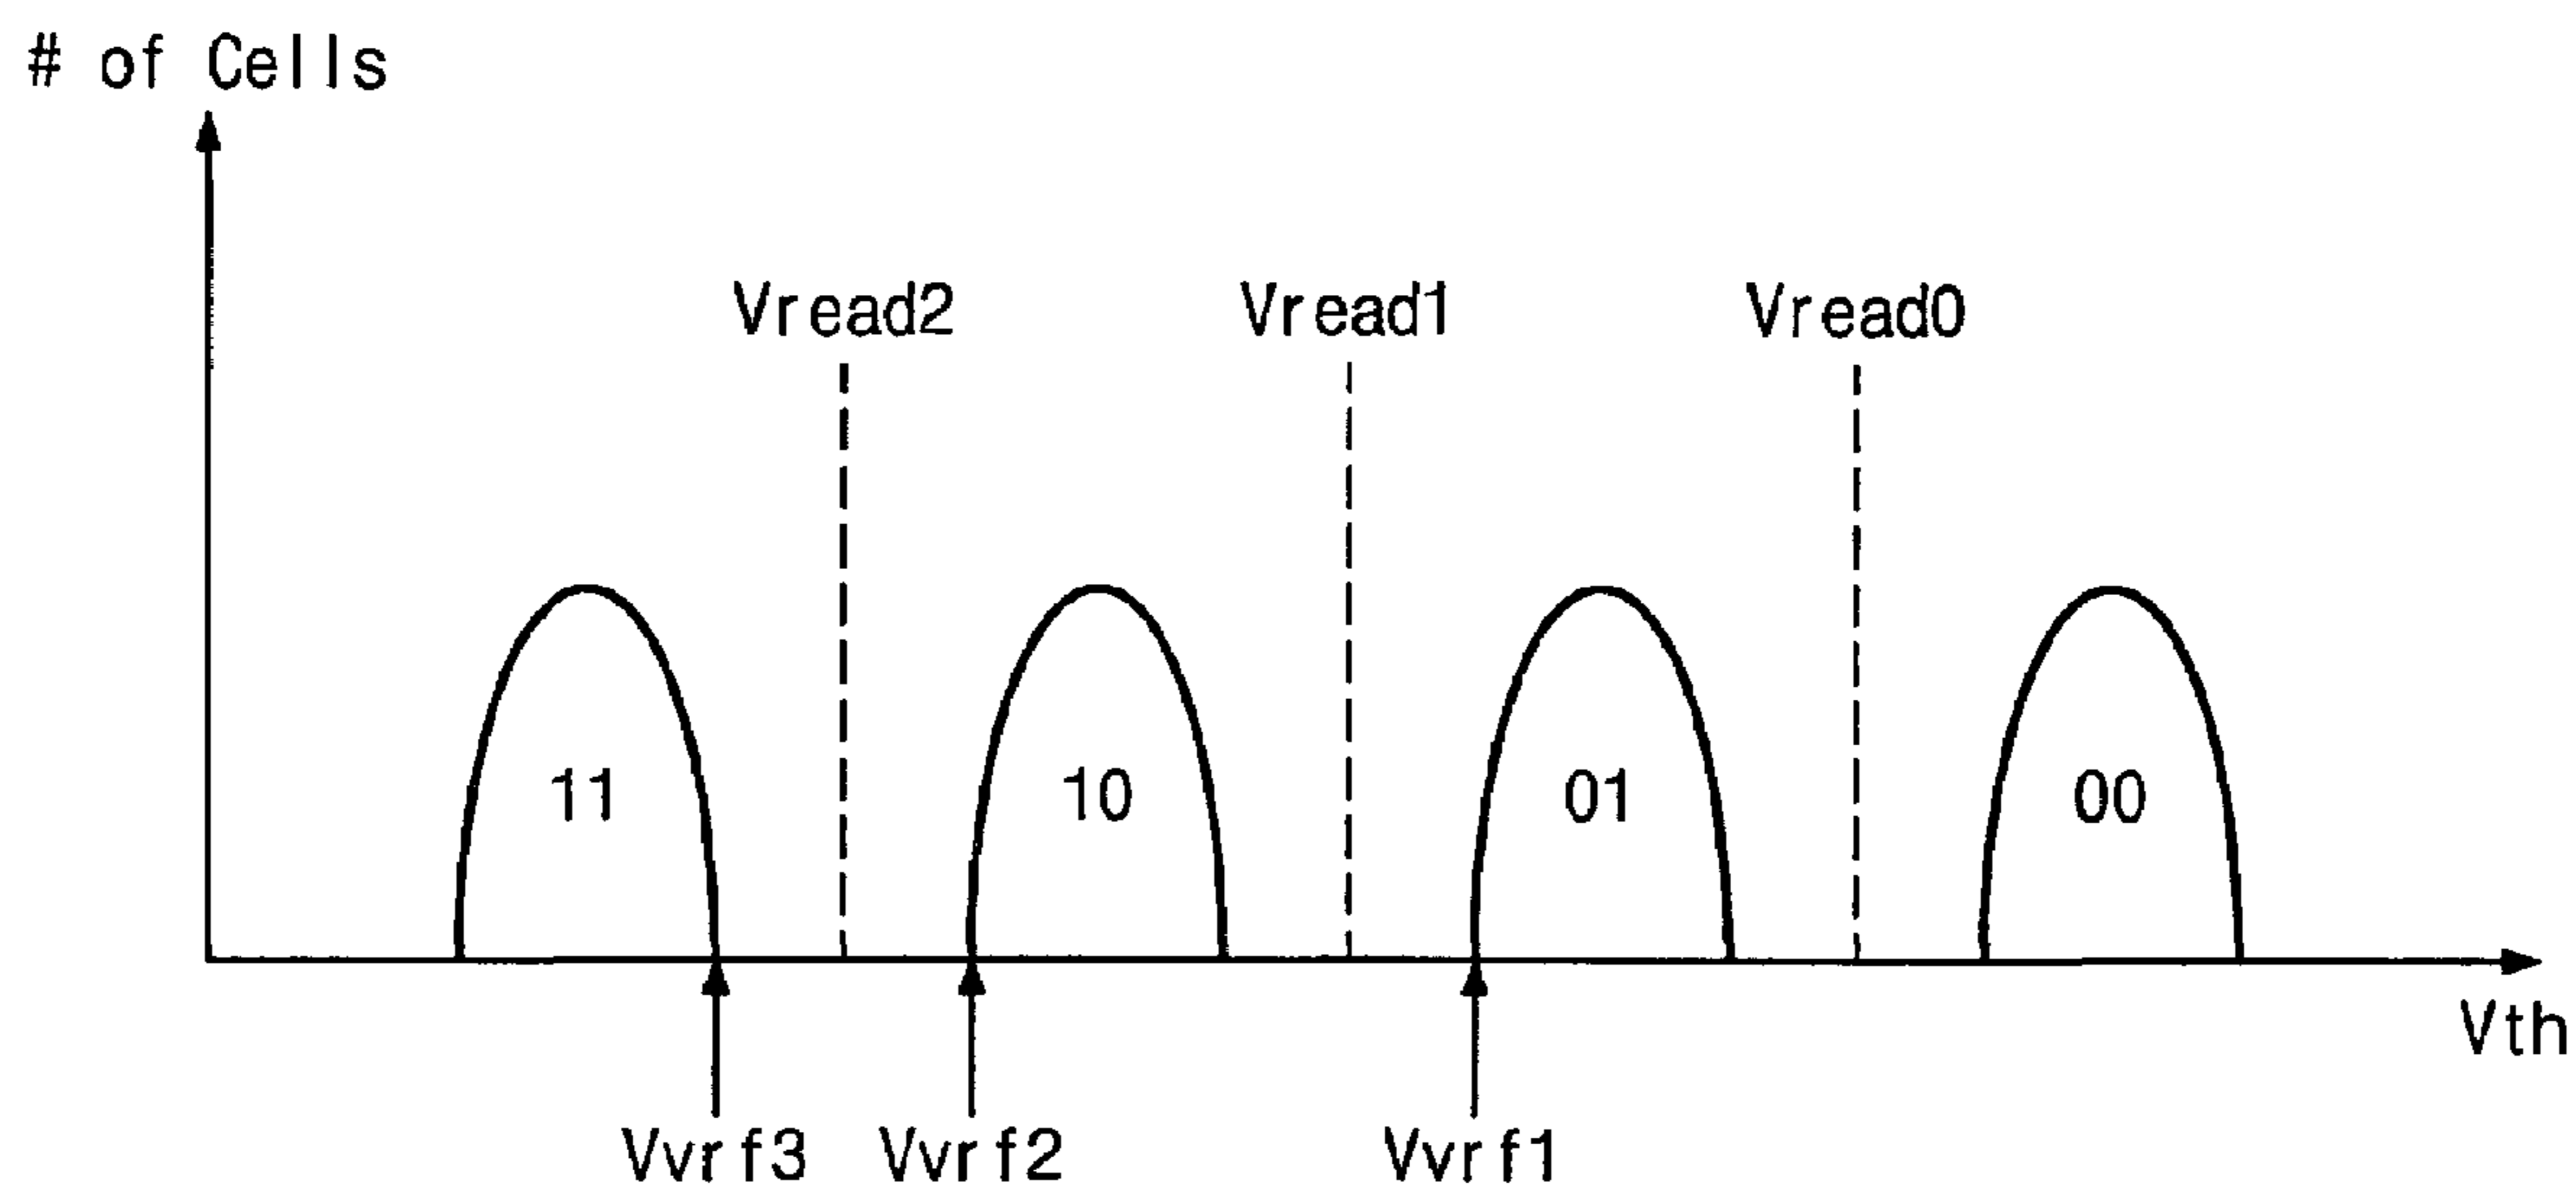 # of Cells
Vread2 Vread1 Vread0
11 10 01 00
Vth
Vvrf3 Vvrf2 Vvrf1